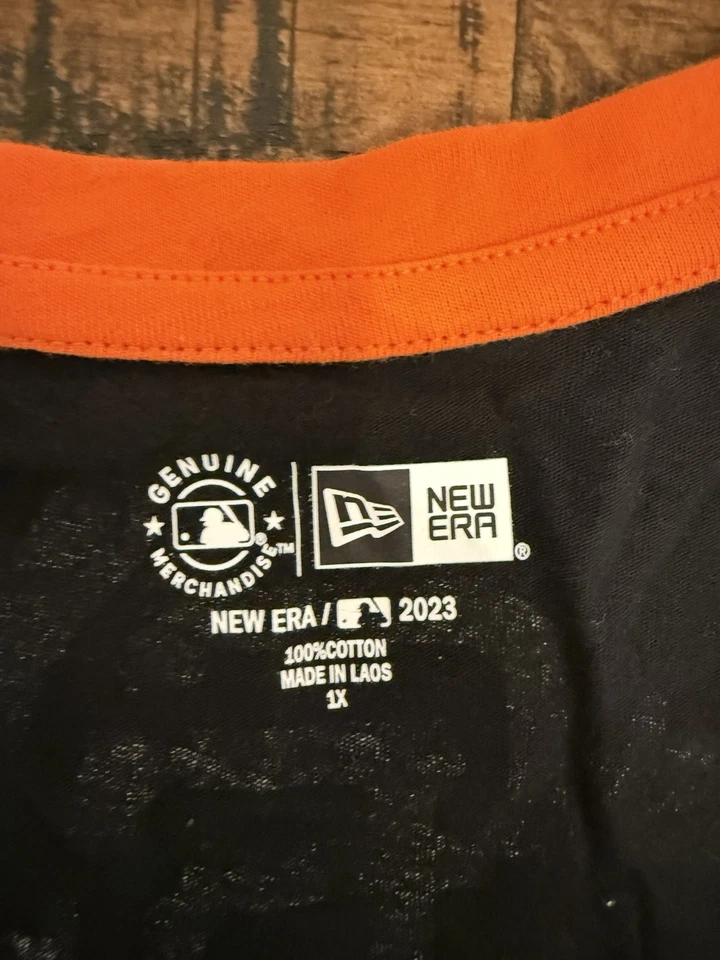 GENUINE
MERCHANDISE™
NEW
ERA®
NEW ERA / 2023
100%COTTON
MADE IN LAOS
1X